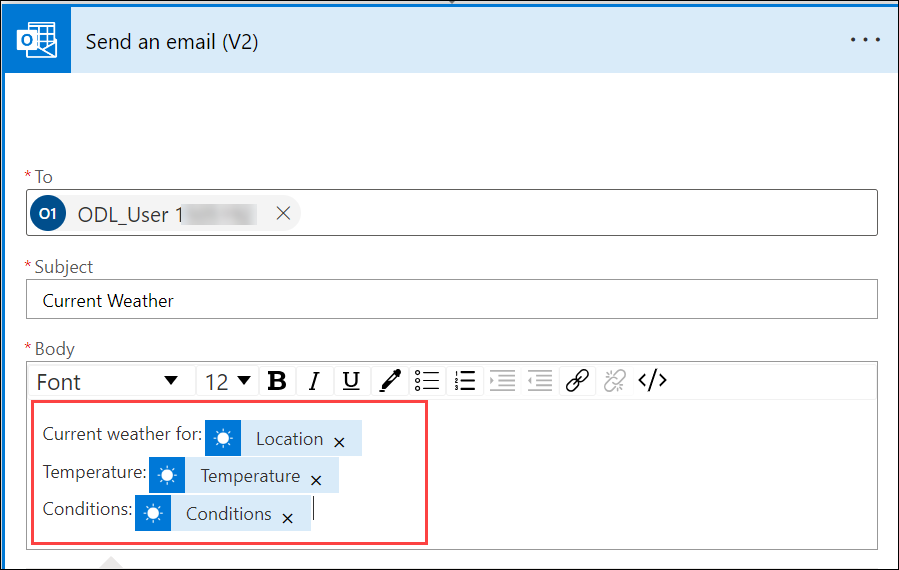 Send an email (V2) ...
* To
O1 ODL_User 1
* Subject
Current Weather
* Body
Font 12 B I U </>
Current weather for: Location ×
Temperature: Temperature ×
Conditions: Conditions ×